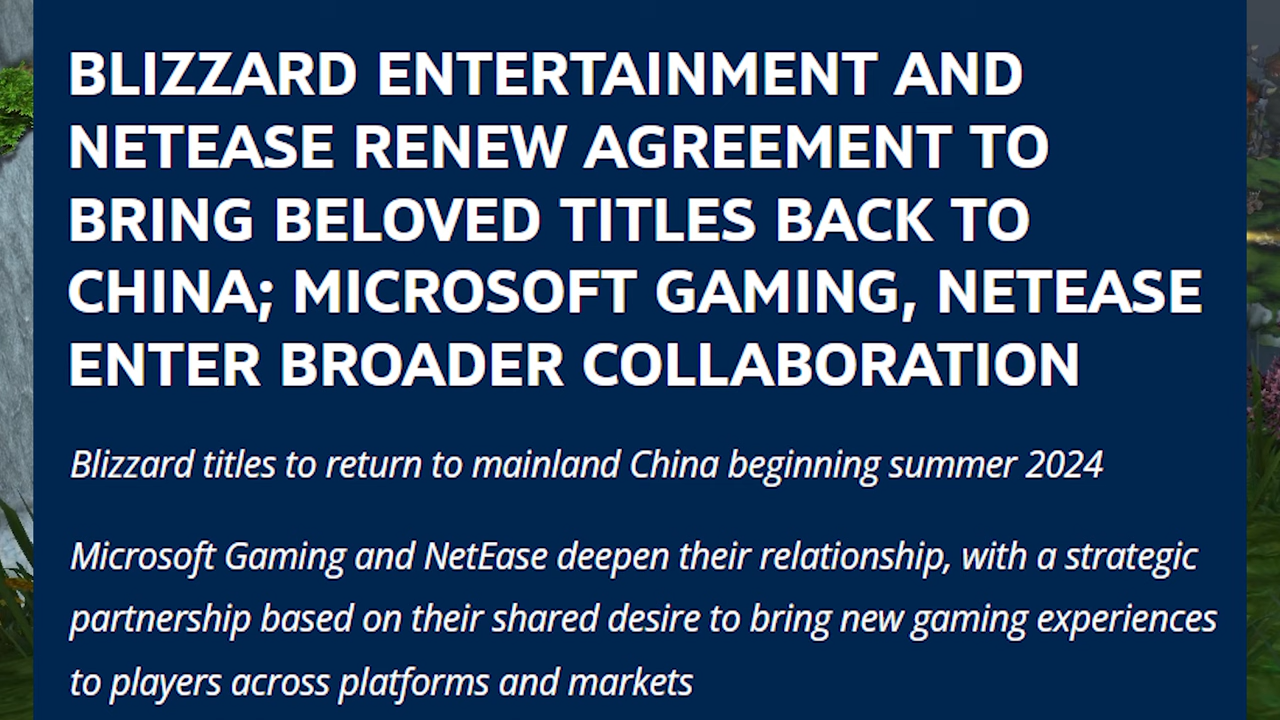 BLIZZARD ENTERTAINMENT AND
NETEASE RENEW AGREEMENT TO
BRING BELOVED TITLES BACK TO
CHINA; MICROSOFT GAMING, NETEASE
ENTER BROADER COLLABORATION
Blizzard titles to return to mainland China beginning summer 2024
Microsoft Gaming and NetEase deepen their relationship, with a strategic
partnership based on their shared desire to bring new gaming experiences
to players across platforms and markets